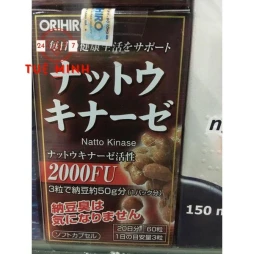 ORIHIRO
毎日の健康生活をサポート
24 7
TUE MINH
ナットウ
キナーゼ
Natto Kinase
ナットウキナーゼ活性
2000FU
3粒で納豆約50g分(1パック分)
納豆臭は
気になりません
20日分 60粒
1日の目安量3粒
ソフトカプセル
150 m